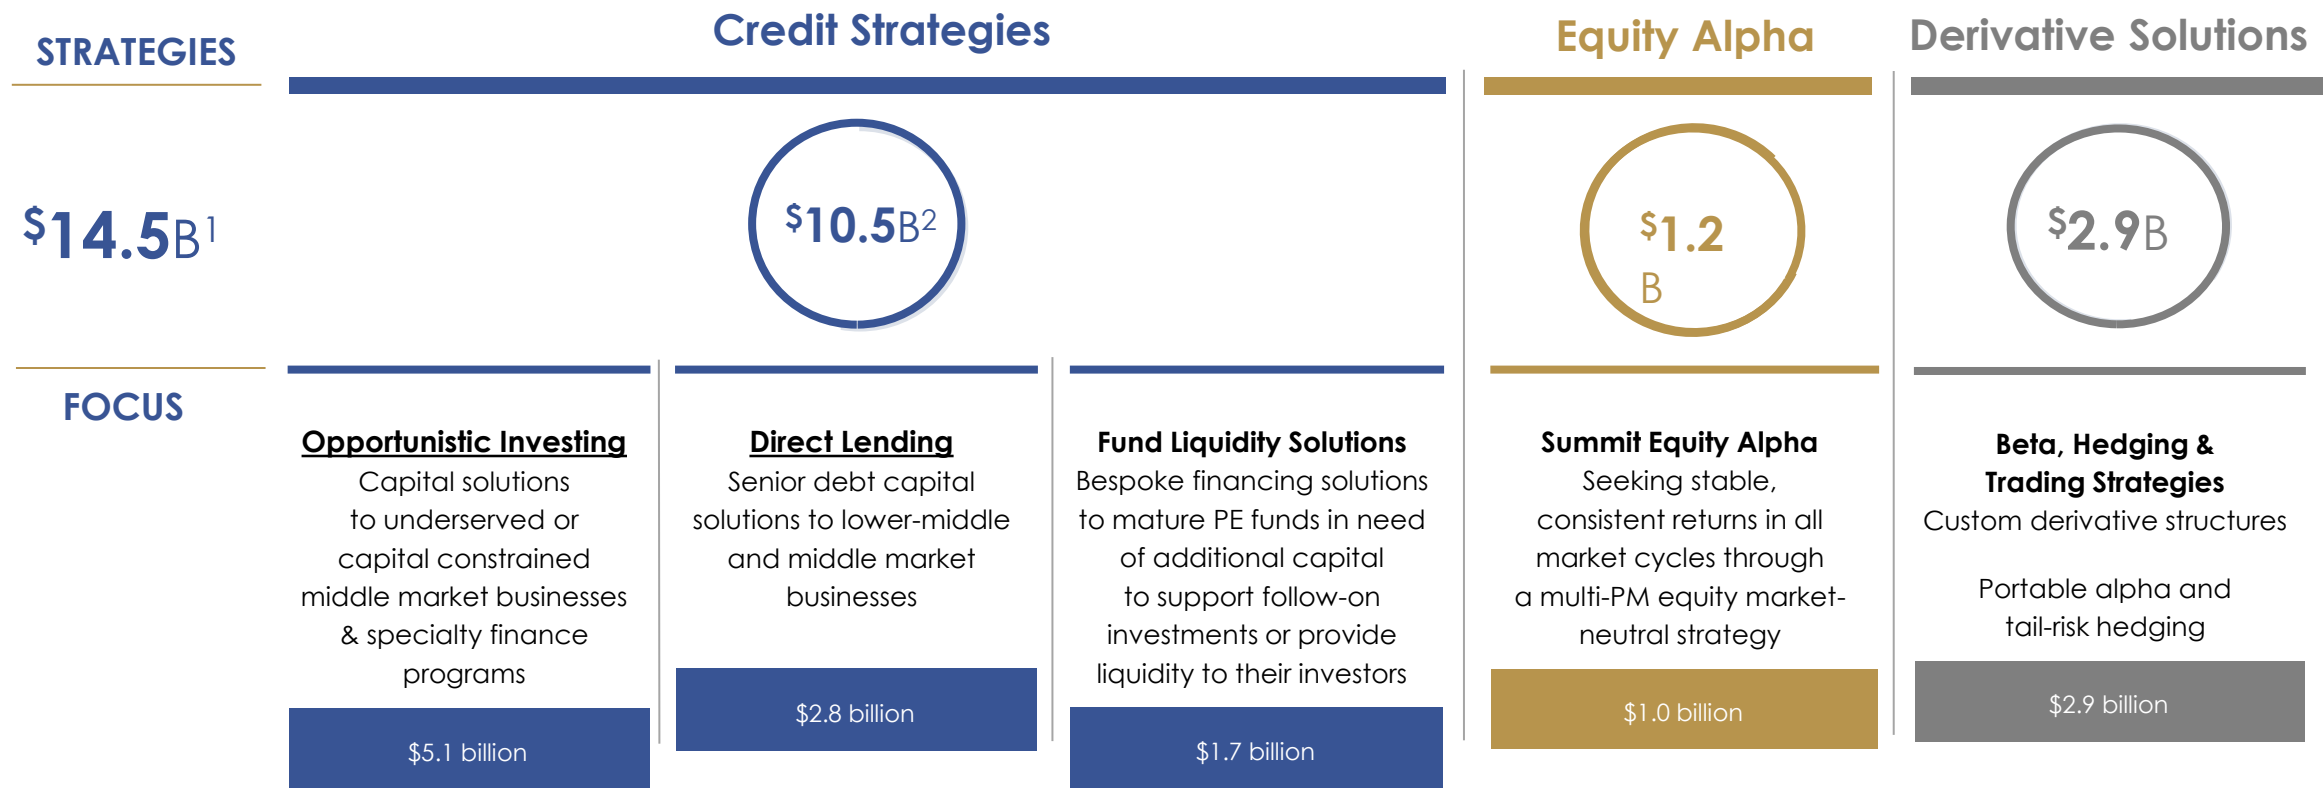 STRATEGIES
Credit Strategies
Equity Alpha
Derivative Solutions
$14.5B1
$10.5B2
$1.2
B
$2.9B
FOCUS
Opportunistic Investing
Capital solutions
to underserved or
capital constrained
middle market businesses
& specialty finance
programs
$5.1 billion
Direct Lending
Senior debt capital
solutions to lower-middle
and middle market
businesses
$2.8 billion
Fund Liquidity Solutions
Bespoke financing solutions
to mature PE funds in need
of additional capital
to support follow-on
investments or provide
liquidity to their investors
$1.7 billion
Summit Equity Alpha
Seeking stable,
consistent returns in all
market cycles through
a multi-PM equity market-
neutral strategy
$1.0 billion
Beta, Hedging &
Trading Strategies
Custom derivative structures
Portable alpha and
tail-risk hedging
$2.9 billion